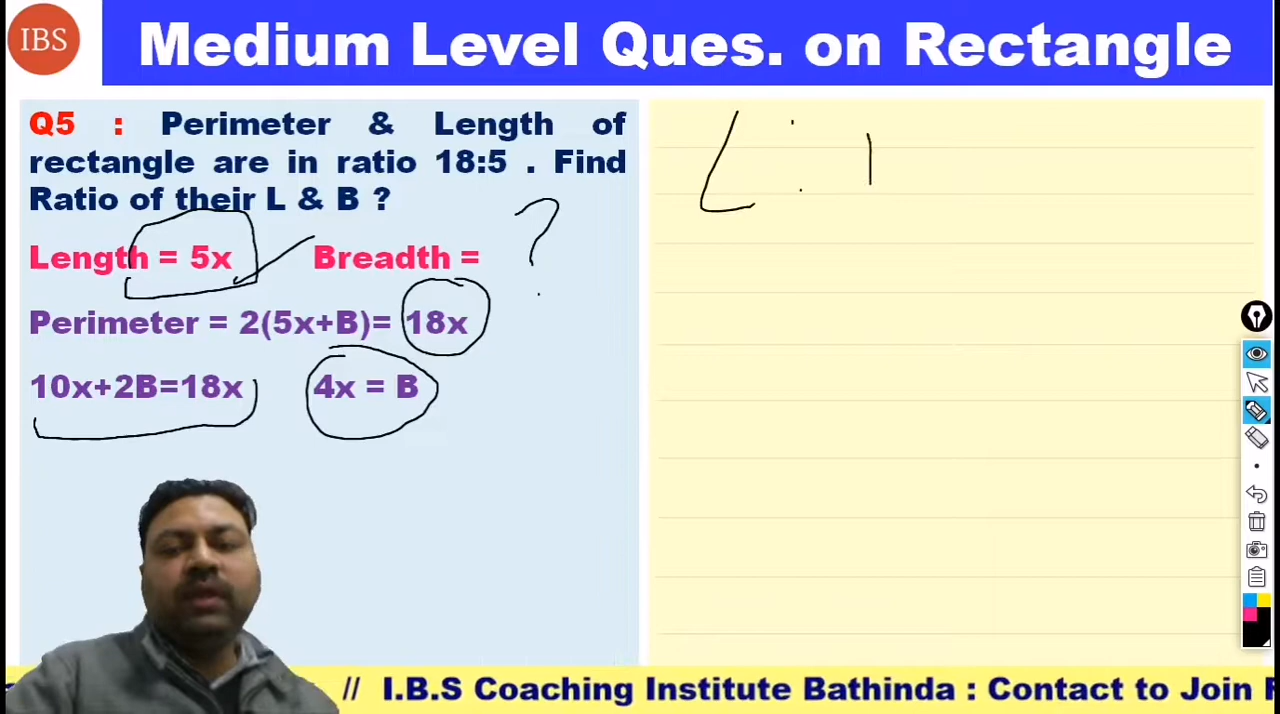 IBS
Medium Level Ques. on Rectangle
Q5 : Perimeter & Length of
rectangle are in ratio 18:5 . Find
Ratio of their L & B ?
Length = 5x Breadth = ?
Perimeter = 2(5x+B)= 18x
10x+2B=18x 4x = B
L :
// I.B.S Coaching Institute Bathinda : Contact to Join